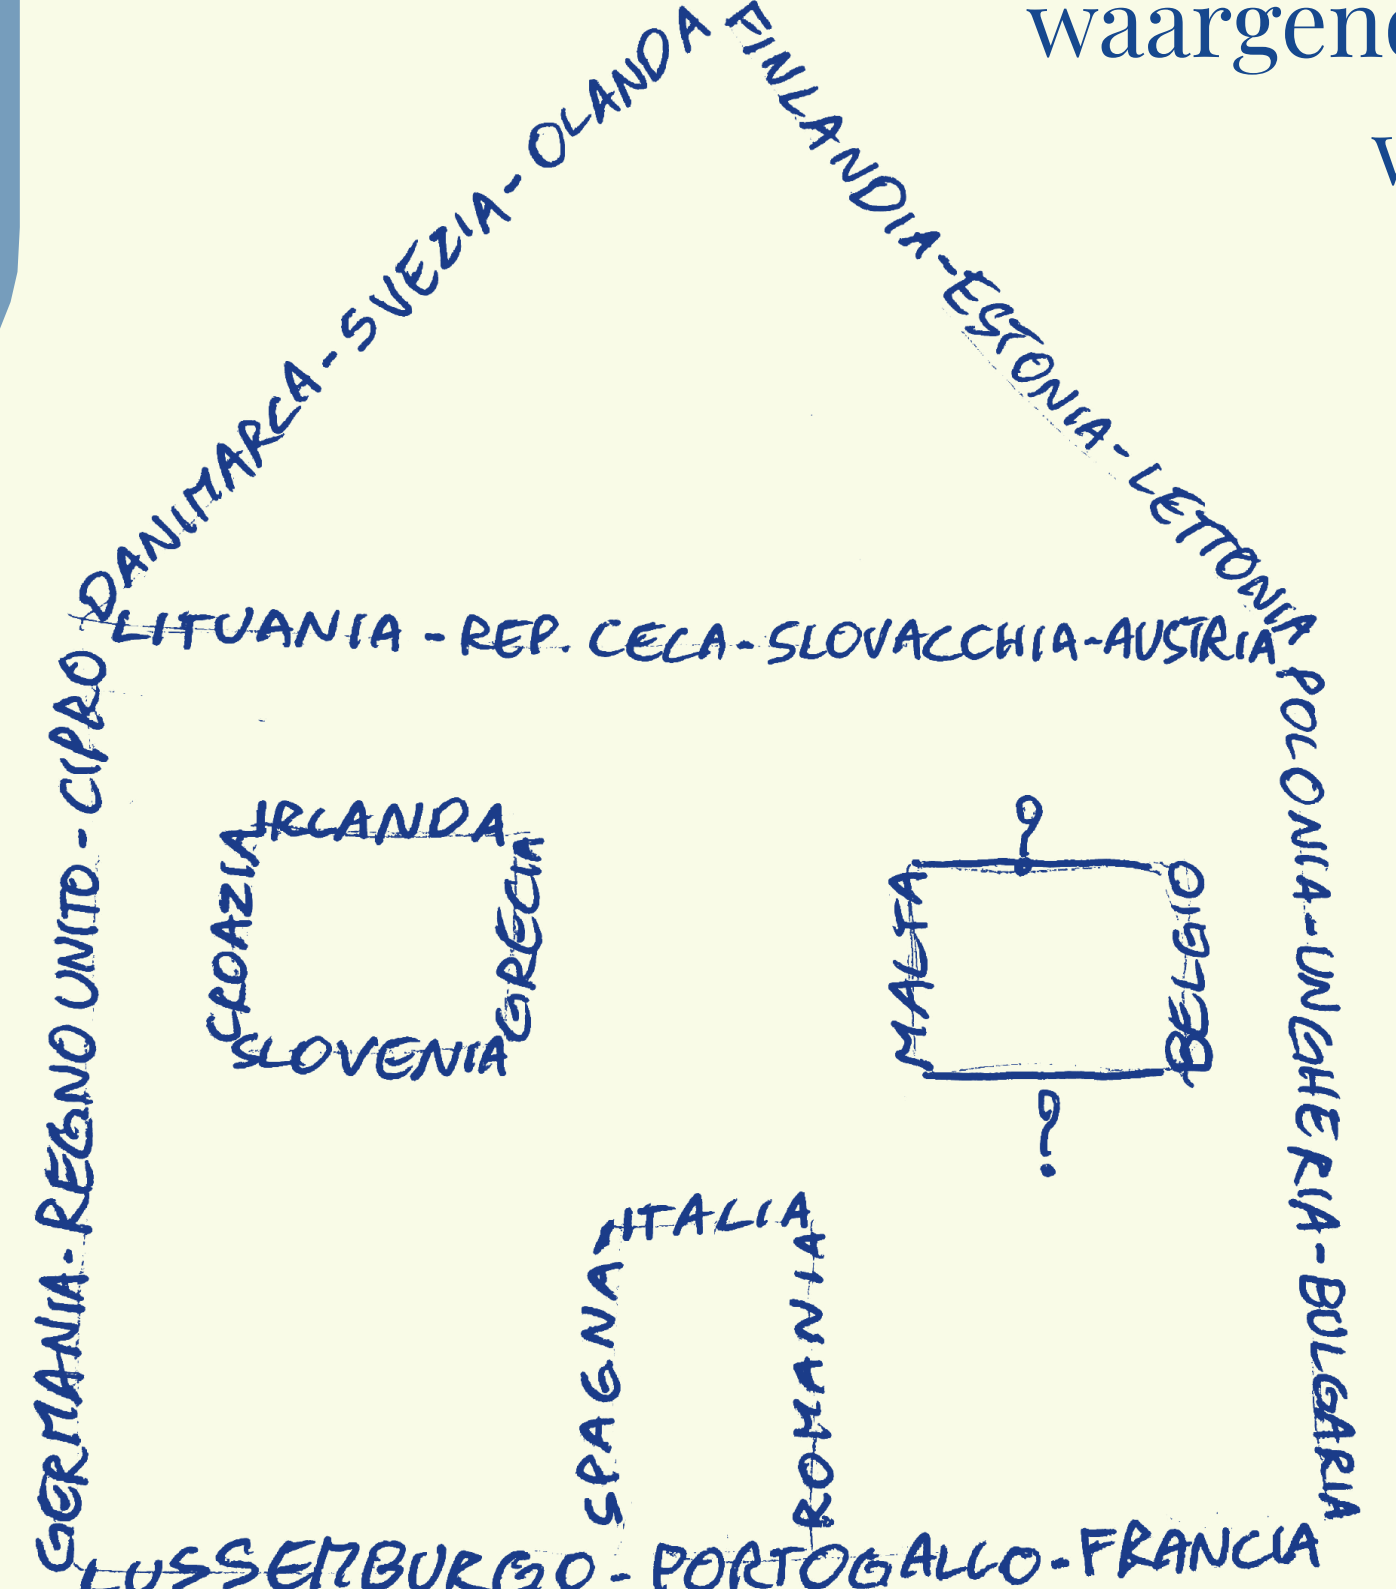 waargen
DANIMARCA - SVEZIA - OLANDA
FINLANDIA - ESTONIA - LETTONIA
LITUANIA - REP. CECA - SLOVACCHIA - AUSTRIA
GERMANIA - REGNO UNITO - CIPRO
POLONIA - UNGHERIA - BULGARIA
IRLANDA
CROAZIA
GRECIA
SLOVENIA
?
MALTA
BELGIO
?
ITALIA
SPAGNA
ROMANIA
LUSSEMBURGO - PORTOGALLO - FRANCIA